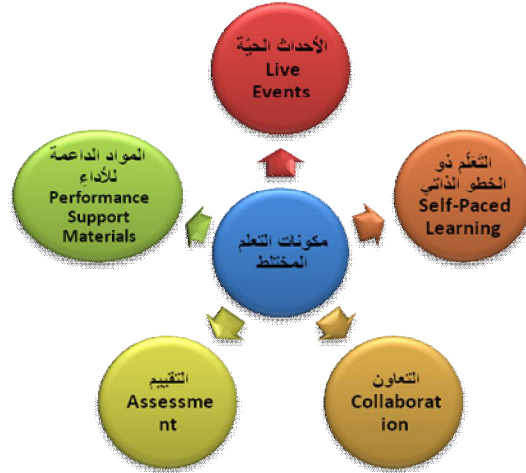 الأحداث الحيّة
Live
Events
التَعَلّم ذو
الخطو الذاتي
Self-Paced
Learning
التعاون
Collaborat
ion
التقييم
Assessme
nt
المواد الداعمة
للأداءِ
Performance
Support
Materials
مكونات التعلم
المختلط